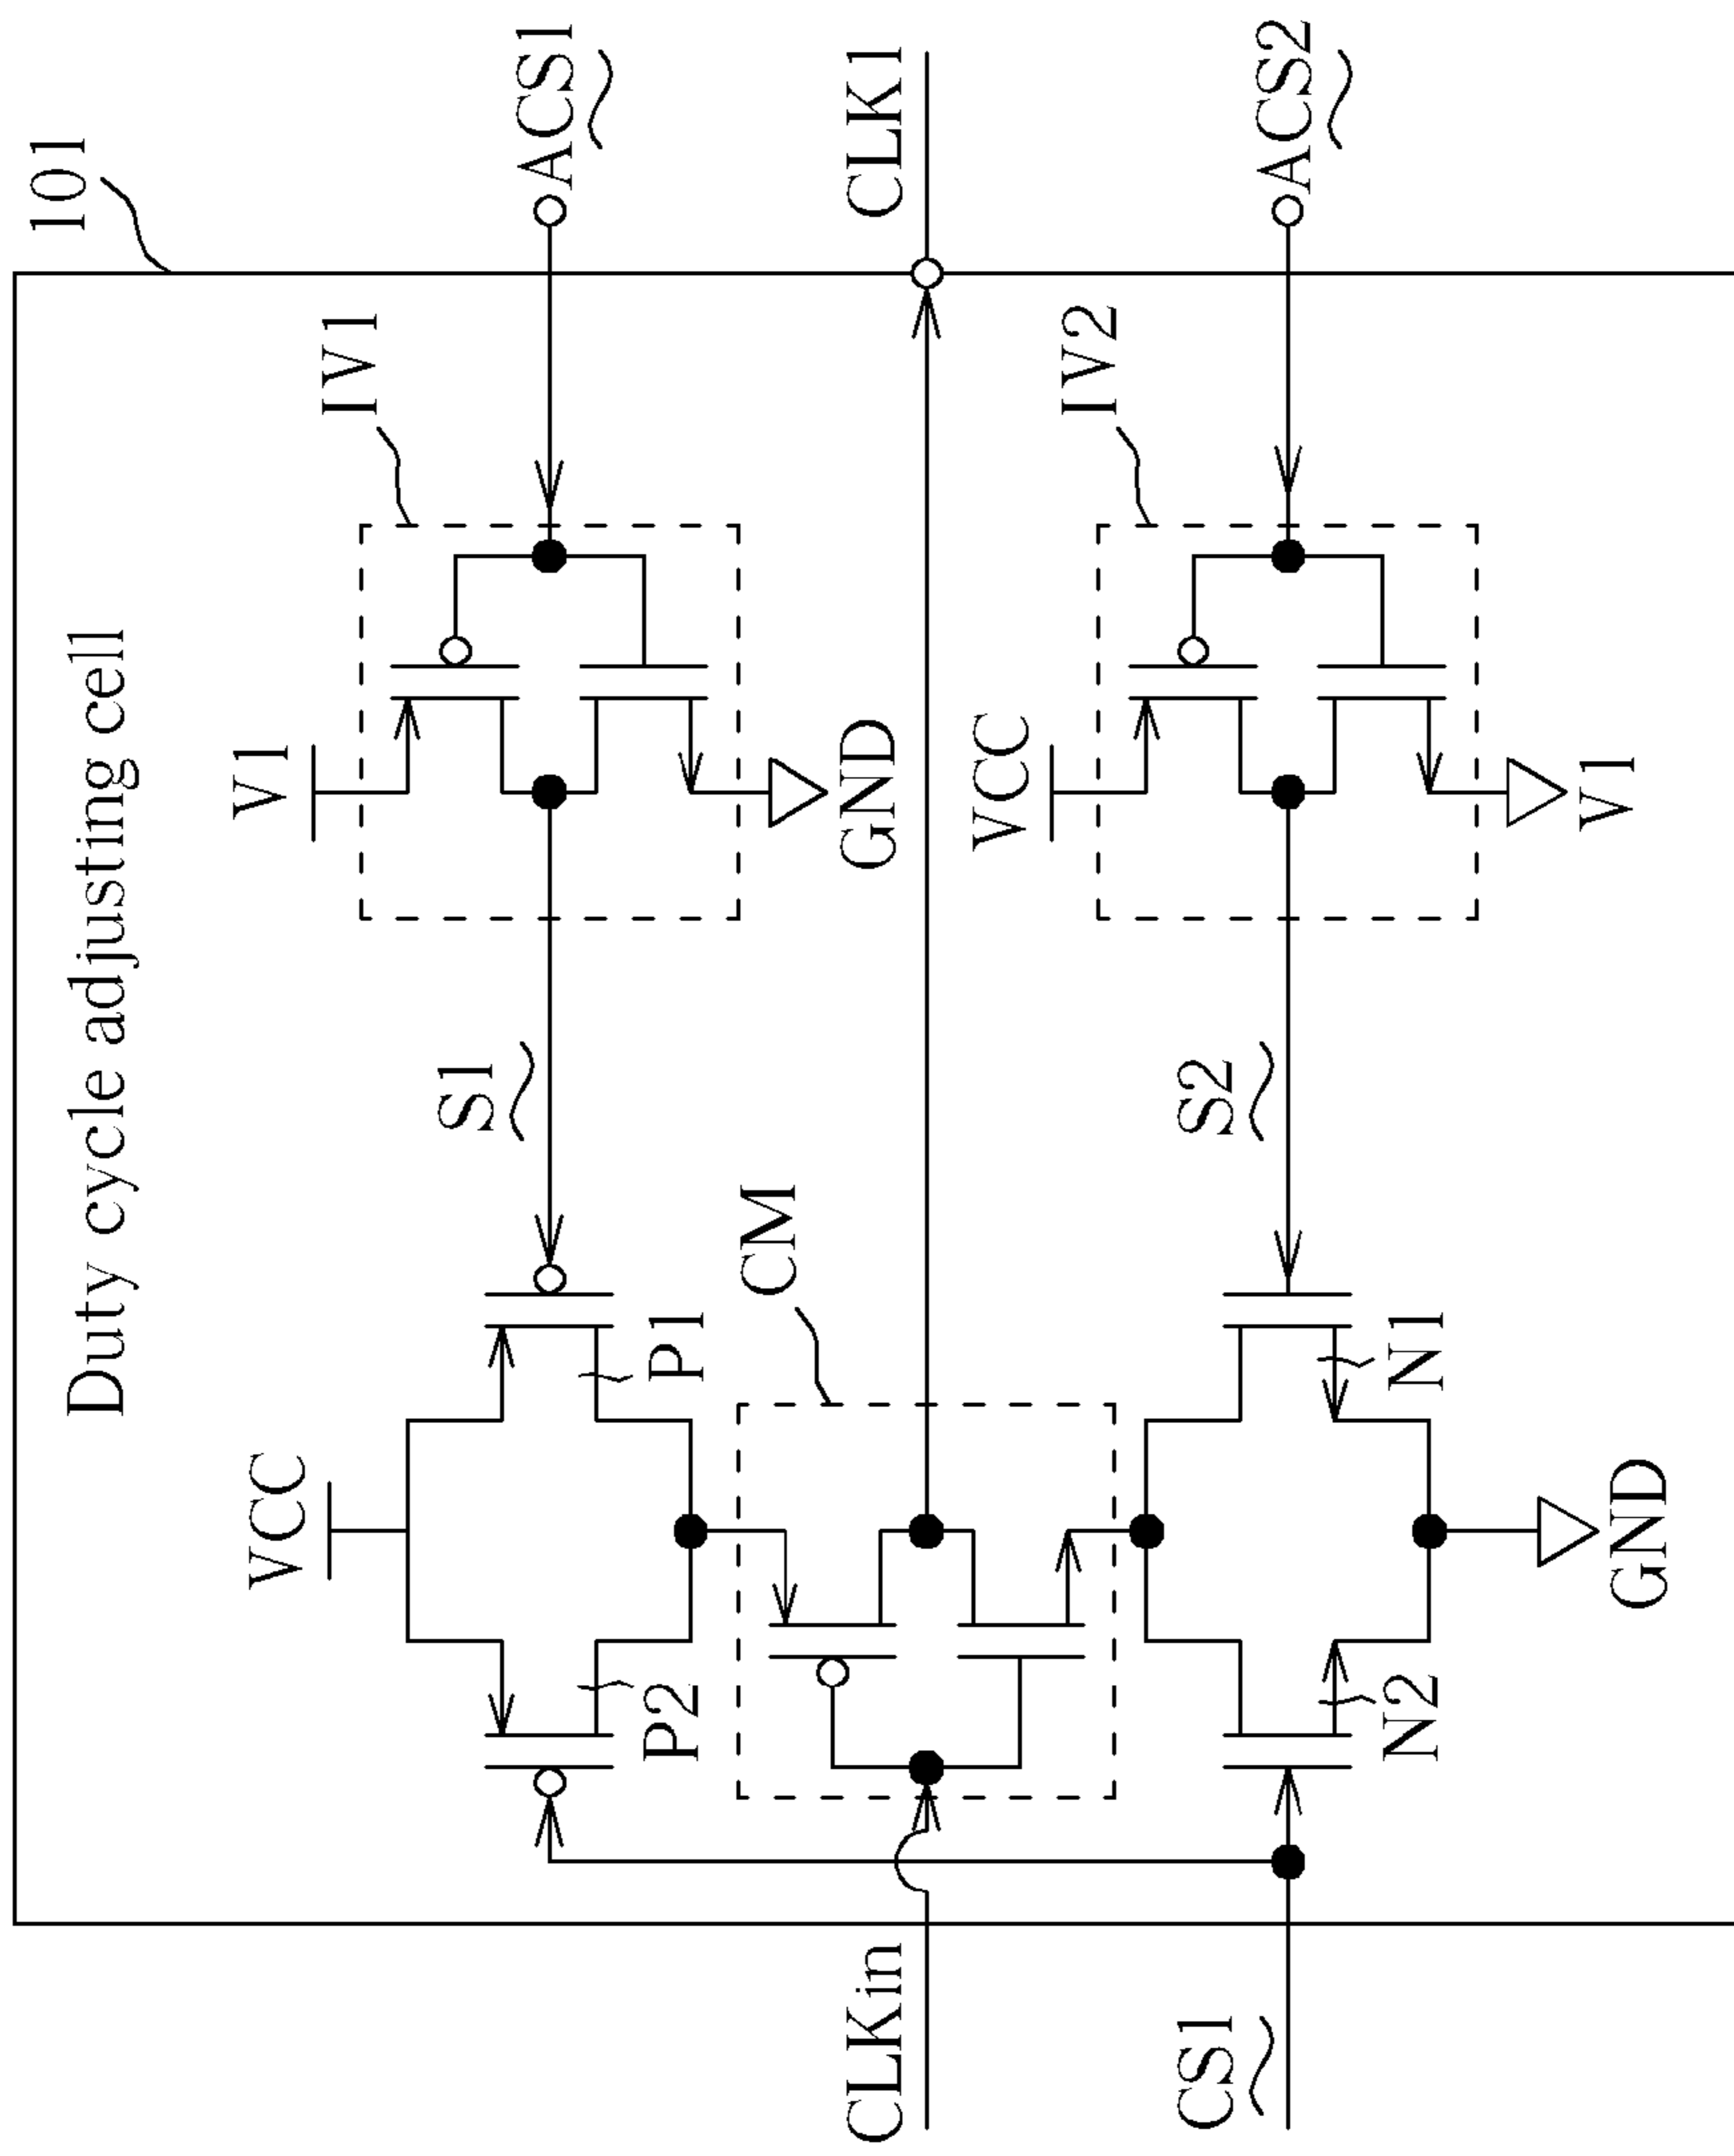 Duty cycle adjusting cell
101
VCC
V1
IV1
ACS1
P2
P1
S1
CM
GND
CLKin
CLK1
VCC
IV2
CS1
N2
N1
S2
ACS2
GND
V1